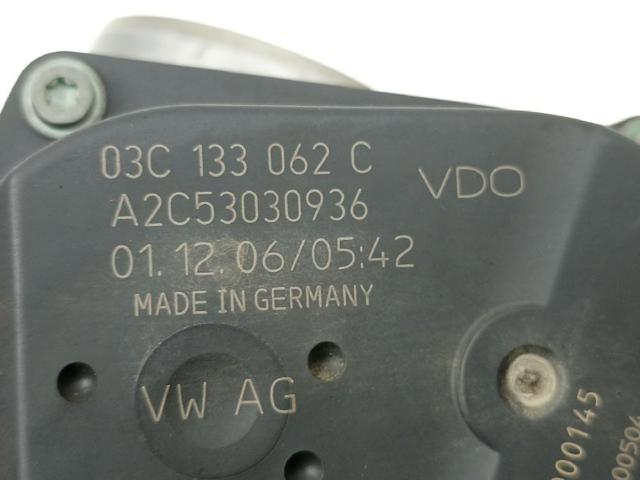 03C 133 062 C
VDO
A2C53030936
01.12.06/05:42
MADE IN GERMANY
VW AG